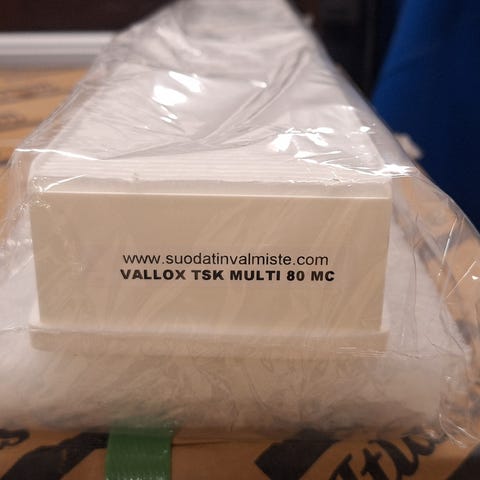 www.suodatinvalmiste.com
VALLOX TSK MULTI 80 MC